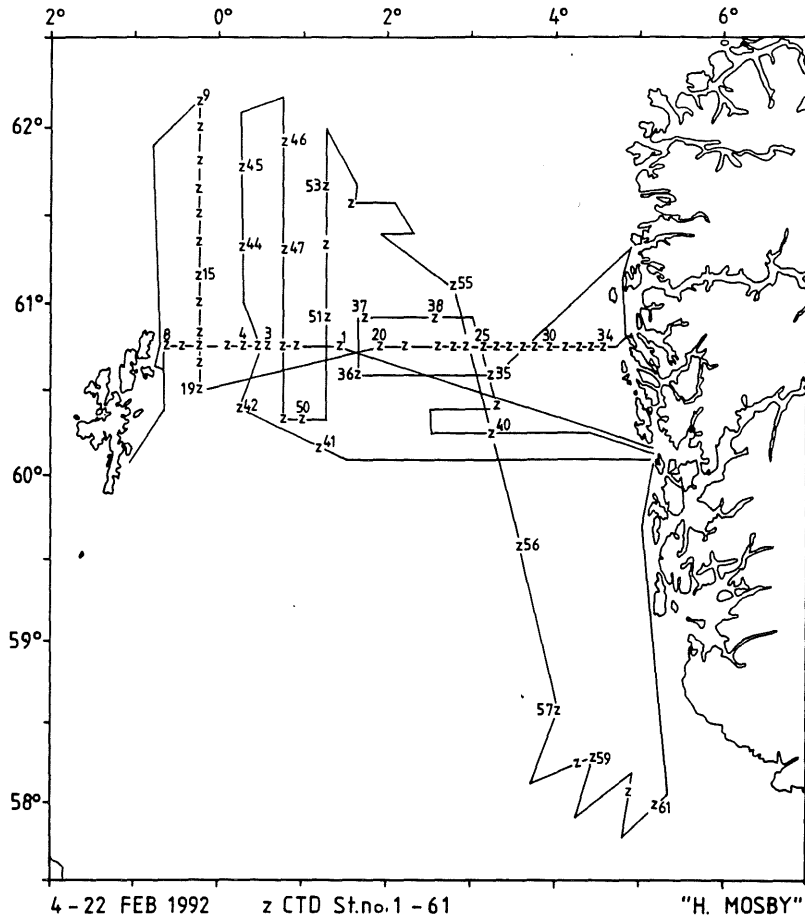 2° 0° 2° 4° 6°
62°
61°
60°
59°
58°
z9
z46
z45
53z
z44 z47
z15
z55
51z 37 38
8 4 3 1 20 25 30 34
36z z35
19z
z42 50 z40
z41
z56
57z
z59
z61
4 - 22 FEB 1992 z CTD St.no.1 - 61 "H. MOSBY"